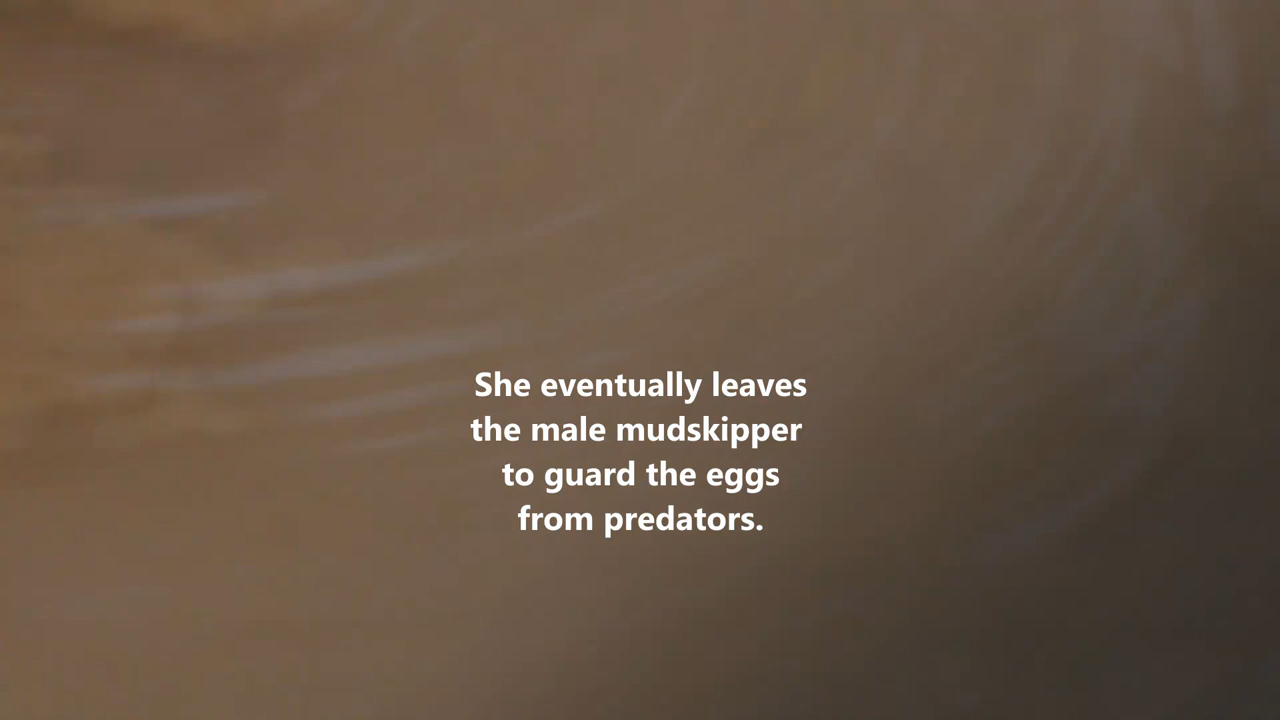 She eventually leaves
the male mudskipper
to guard the eggs
from predators.